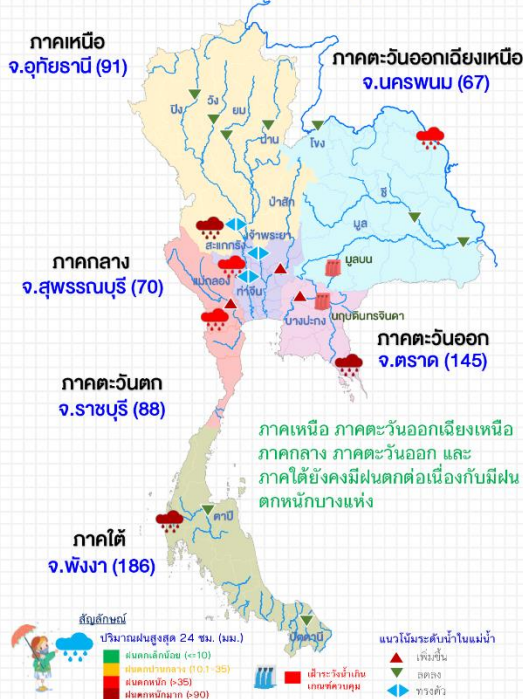 ภาคเหนือ
จ.อุทัยธานี (91)
ภาคตะวันออกเฉียงเหนือ
จ.นครพนม (67)
ปิง
วัง
ยม
น่าน
โขง
ป่าสัก
ชี
มูล
สะแกกรัง
เจ้าพระยา
มูลบน
ภาคกลาง
จ.สุพรรณบุรี (70)
แม่กลอง
ท่าจีน
บางปะกง
นฤบดินทรจินดา
ภาคตะวันออก
จ.ตราด (145)
ภาคตะวันตก
จ.ราชบุรี (88)
ภาคเหนือ ภาคตะวันออกเฉียงเหนือ
ภาคกลาง ภาคตะวันออก และ
ภาคใต้ยังคงมีฝนตกต่อเนื่องกับมีฝน
ตกหนักบางแห่ง
ตาปี
ภาคใต้
จ.พังงา (186)
ปัตตานี
สัญลักษณ์
ปริมาณฝนสูงสุด 24 ชม. (มม.)
ฝนตกเล็กน้อย (<=10)
ฝนตกปานกลาง (10.1-35)
ฝนตกหนัก (>35)
ฝนตกหนักมาก (>90)
เฝ้าระวังน้ำเกิน
เกณฑ์ควบคุม
แนวโน้มระดับน้ำในแม่น้ำ
เพิ่มขึ้น
ลดลง
ทรงตัว